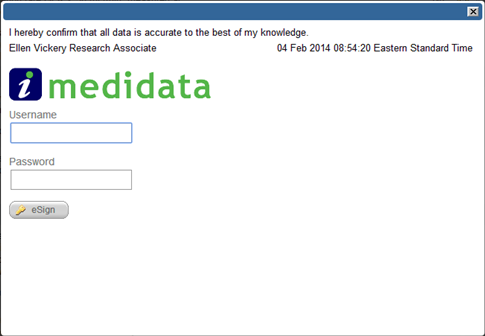 I hereby confirm that all data is accurate to the best of my knowledge.
Ellen Vickery Research Associate 04 Feb 2014 08:54:20 Eastern Standard Time
i medidata
Username
Password
eSign